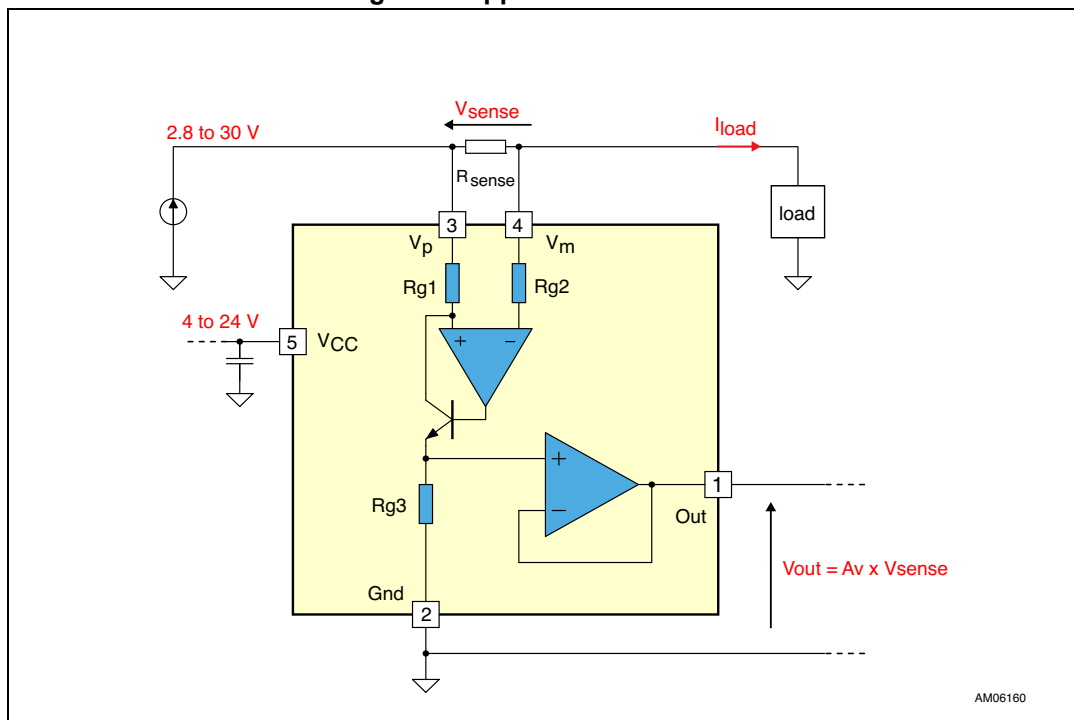 Vsense
2.8 to 30 V
Iload
Rsense
load
3
4
Vp
Vm
Rg1
Rg2
4 to 24 V
5
VCC
+
−
+
−
1
Rg3
Out
Vout = Av x Vsense
Gnd
2
AM06160